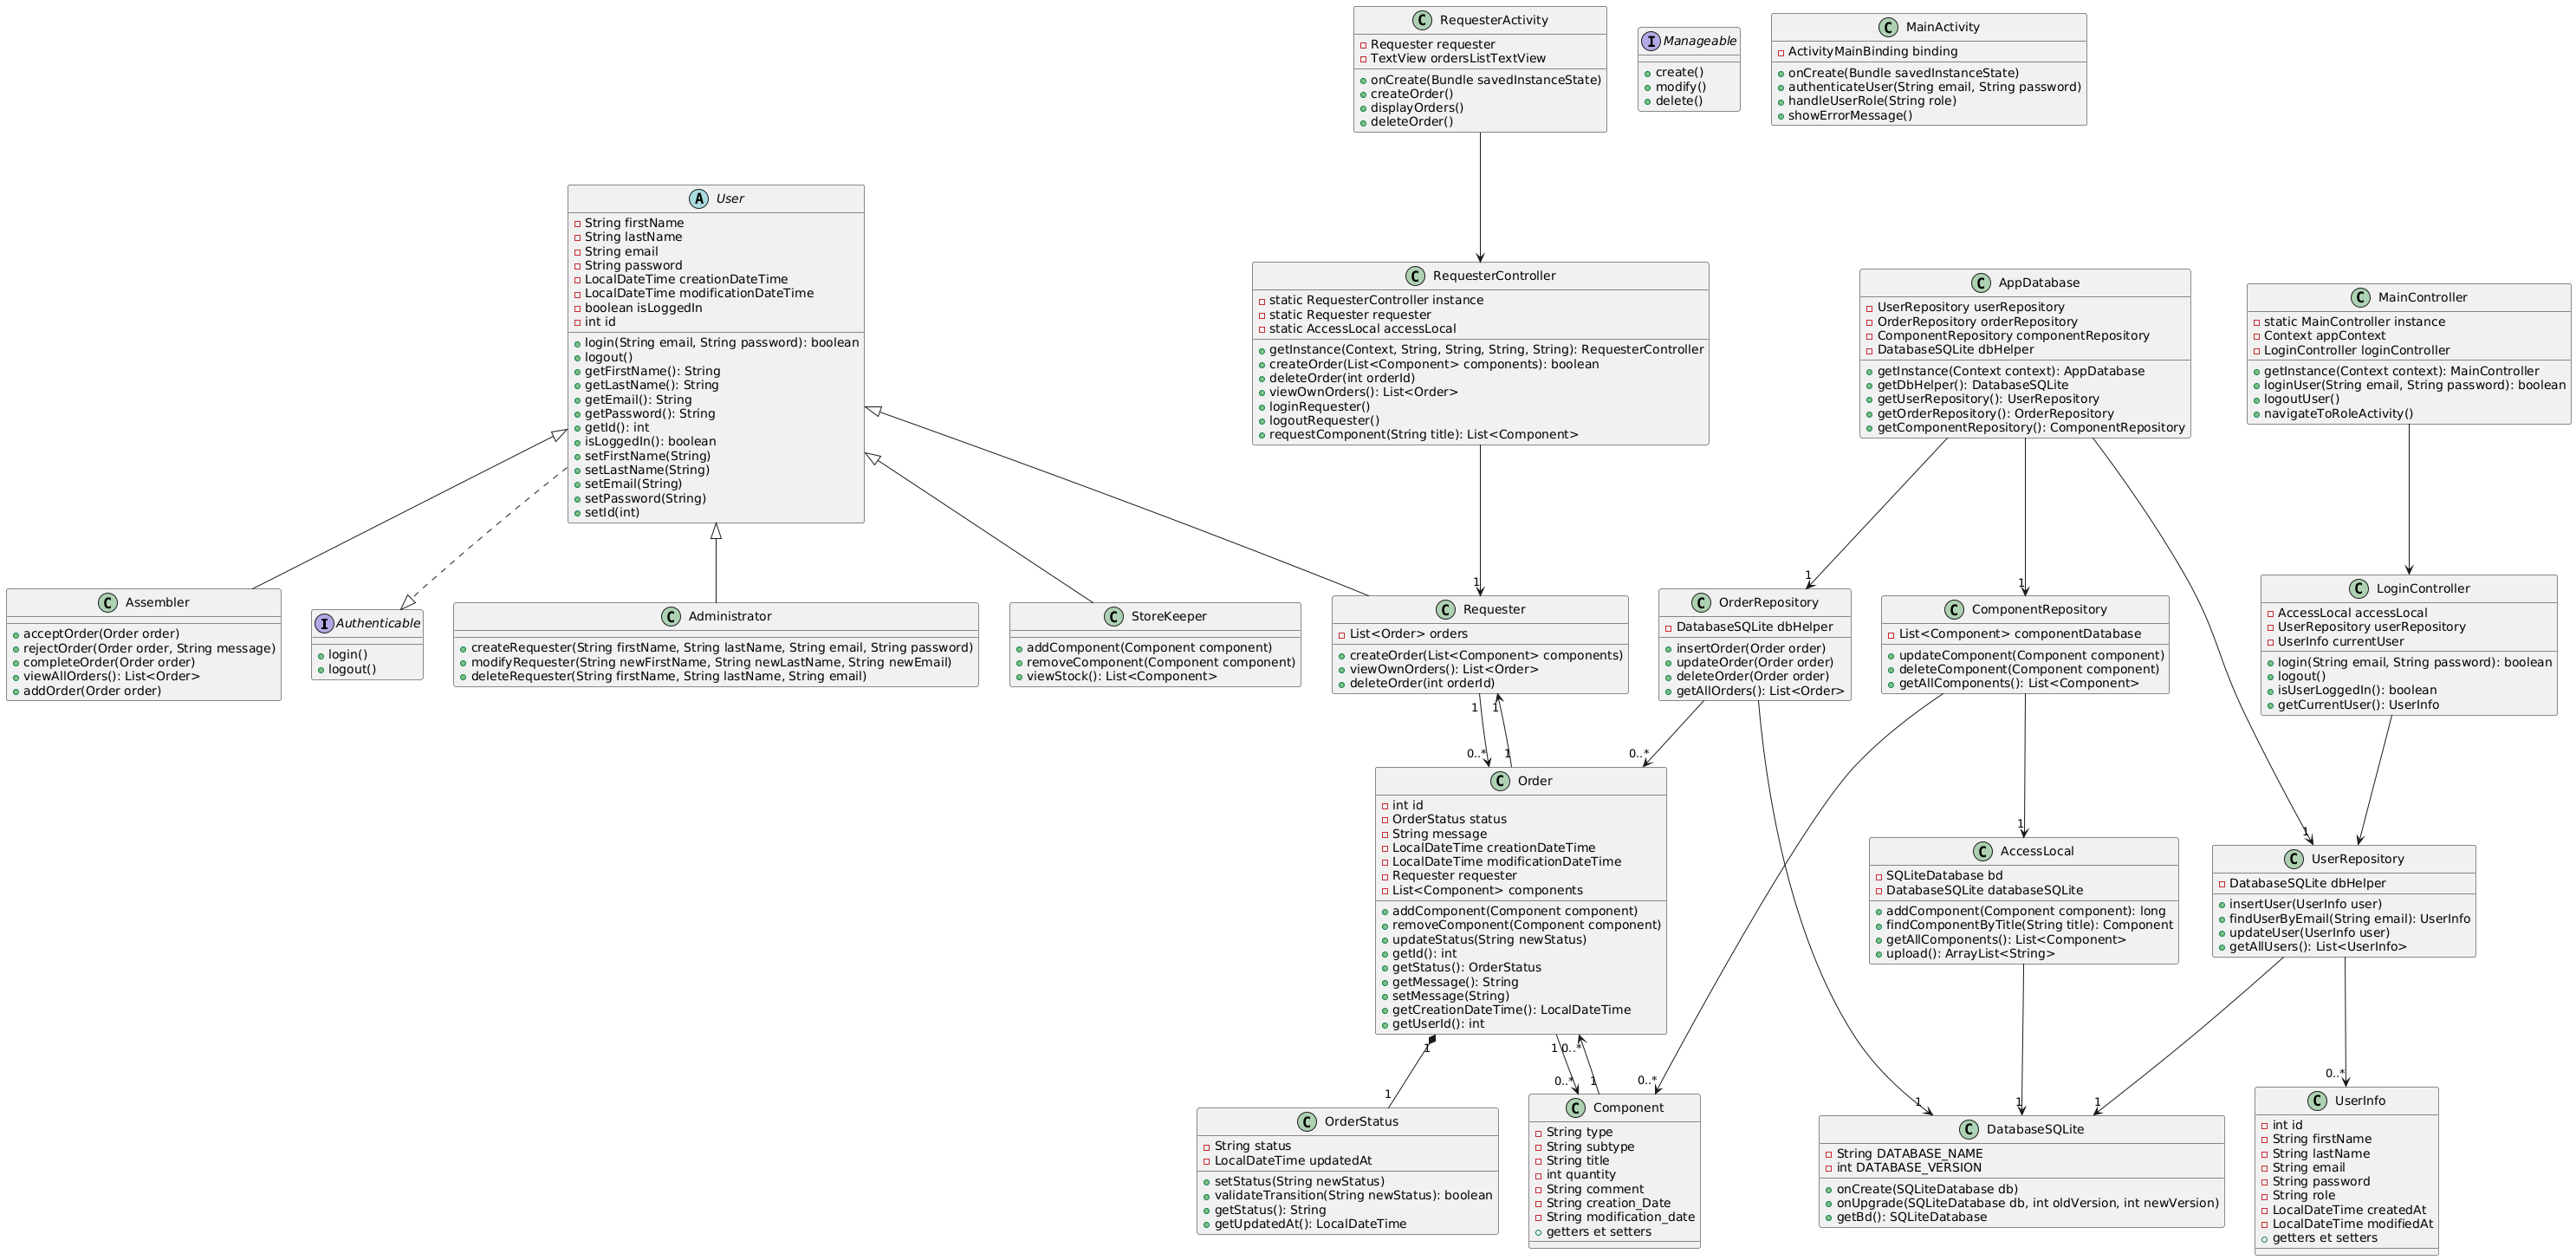 C RequesterActivity
Requester requester
TextView ordersListTextView
onCreate(Bundle savedInstanceState)
createOrder()
displayOrders()
deleteOrder()
I Manageable
create()
modify()
delete()
C MainActivity
ActivityMainBinding binding
onCreate(Bundle savedInstanceState)
authenticateUser(String email, String password)
handleUserRole(String role)
showErrorMessage()
A User
String firstName
String lastName
String email
String password
LocalDateTime creationDateTime
LocalDateTime modificationDateTime
boolean isLoggedIn
int id
login(String email, String password): boolean
logout()
getFirstName(): String
getLastName(): String
getEmail(): String
getPassword(): String
getId(): int
isLoggedIn(): boolean
setFirstName(String)
setLastName(String)
setEmail(String)
setPassword(String)
setId(int)
C RequesterController
static RequesterController instance
static Requester requester
static AccessLocal accessLocal
getInstance(Context, String, String, String, String): RequesterController
createOrder(List<Component> components): boolean
deleteOrder(int orderId)
viewOwnOrders(): List<Order>
loginRequester()
logoutRequester()
requestComponent(String title): List<Component>
C AppDatabase
UserRepository userRepository
OrderRepository orderRepository
ComponentRepository componentRepository
DatabaseSQLite dbHelper
getInstance(Context context): AppDatabase
getDbHelper(): DatabaseSQLite
getUserRepository(): UserRepository
getOrderRepository(): OrderRepository
getComponentRepository(): ComponentRepository
C MainController
static MainController instance
Context appContext
LoginController loginController
getInstance(Context context): MainController
loginUser(String email, String password): boolean
logoutUser()
navigateToRoleActivity()
1
1
1
C Assembler
acceptOrder(Order order)
rejectOrder(Order order, String message)
completeOrder(Order order)
viewAllOrders(): List<Order>
addOrder(Order order)
I Authenticable
login()
logout()
C Administrator
createRequester(String firstName, String lastName, String email, String password)
modifyRequester(String newFirstName, String newLastName, String newEmail)
deleteRequester(String firstName, String lastName, String email)
C StoreKeeper
addComponent(Component component)
removeComponent(Component component)
viewStock(): List<Component>
C Requester
List<Order> orders
createOrder(List<Component> components)
viewOwnOrders(): List<Order>
deleteOrder(int orderId)
C OrderRepository
DatabaseSQLite dbHelper
insertOrder(Order order)
updateOrder(Order order)
deleteOrder(Order order)
getAllOrders(): List<Order>
C ComponentRepository
List<Component> componentDatabase
updateComponent(Component component)
deleteComponent(Component component)
getAllComponents(): List<Component>
C LoginController
AccessLocal accessLocal
UserRepository userRepository
UserInfo currentUser
login(String email, String password): boolean
logout()
isUserLoggedIn(): boolean
getCurrentUser(): UserInfo
1 1
0..* 1 0..*
1
1
C Order
int id
OrderStatus status
String message
LocalDateTime creationDateTime
LocalDateTime modificationDateTime
Requester requester
List<Component> components
addComponent(Component component)
removeComponent(Component component)
updateStatus(String newStatus)
getId(): int
getStatus(): OrderStatus
getMessage(): String
setMessage(String)
getCreationDateTime(): LocalDateTime
getUserId(): int
C AccessLocal
SQLiteDatabase bd
DatabaseSQLite databaseSQLite
addComponent(Component component): long
findComponentByTitle(String title): Component
getAllComponents(): List<Component>
upload(): ArrayList<String>
C UserRepository
DatabaseSQLite dbHelper
insertUser(UserInfo user)
findUserByEmail(String email): UserInfo
updateUser(UserInfo user)
getAllUsers(): List<UserInfo>
1 1 0..*
1 0..* 1 0..* 1 1 1 0..*
C OrderStatus
String status
LocalDateTime updatedAt
setStatus(String newStatus)
validateTransition(String newStatus): boolean
getStatus(): String
getUpdatedAt(): LocalDateTime
C Component
String type
String subtype
String title
int quantity
String comment
String creation_Date
String modification_date
getters et setters
C DatabaseSQLite
String DATABASE_NAME
int DATABASE_VERSION
onCreate(SQLiteDatabase db)
onUpgrade(SQLiteDatabase db, int oldVersion, int newVersion)
getBd(): SQLiteDatabase
C UserInfo
int id
String firstName
String lastName
String email
String password
String role
LocalDateTime createdAt
LocalDateTime modifiedAt
getters et setters